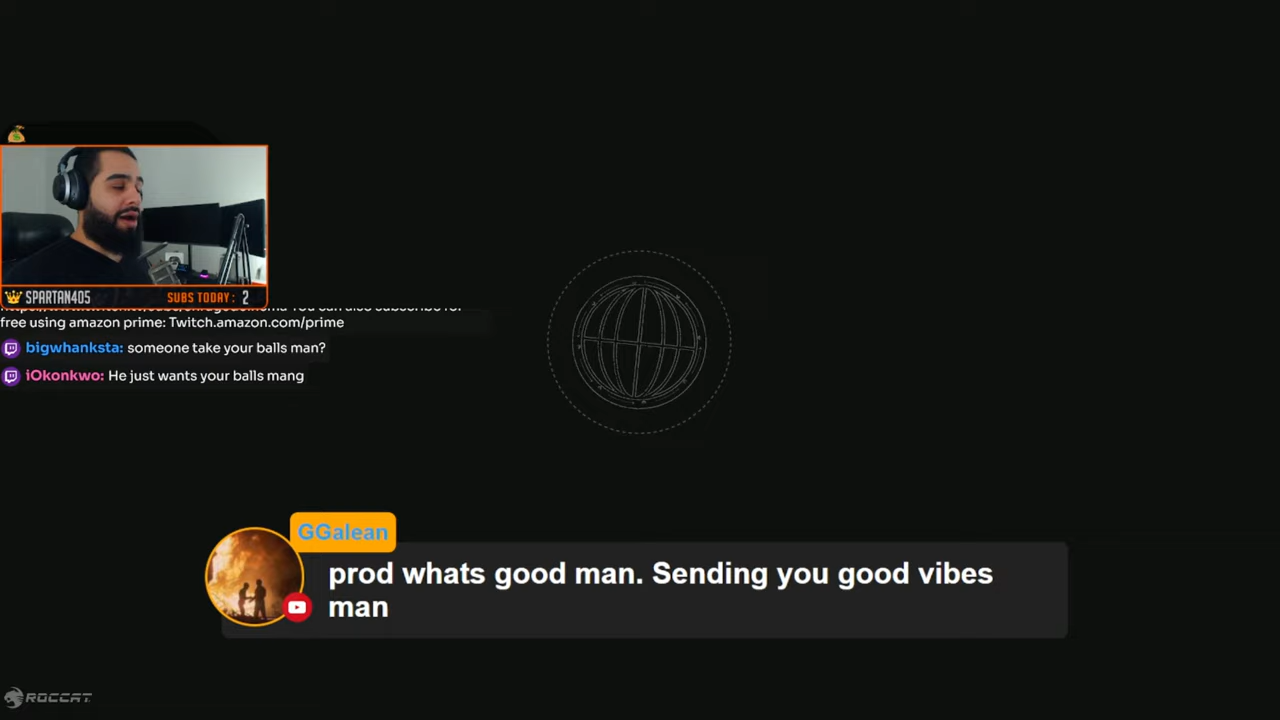 SPARTAN405 SUBS TODAY: 2
free using amazon prime: Twitch.amazon.com/prime
bigwhanksta: someone take your balls man?
iOkonkwo: He just wants your balls mang
GGalean
prod whats good man. Sending you good vibes
man
ROCCAT